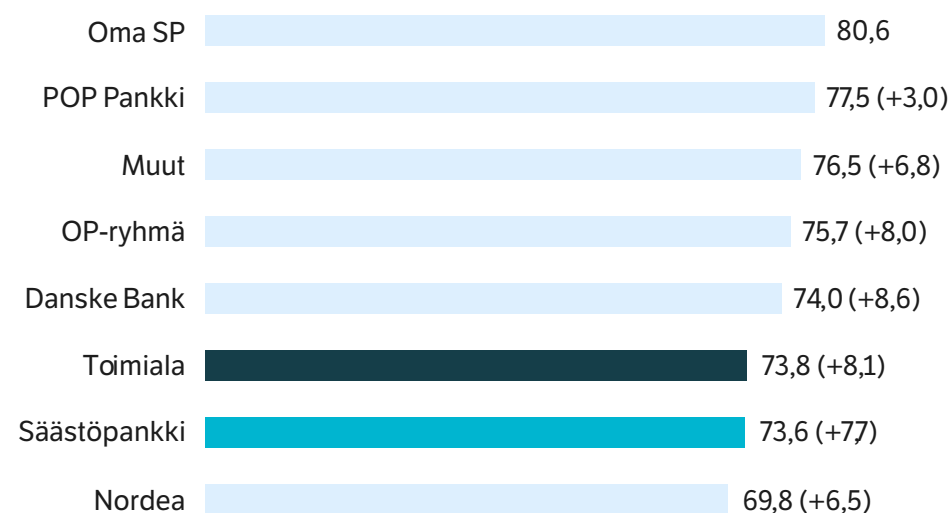 Oma SP 80,6
POP Pankki 77,5 (+3,0)
Muut 76,5 (+6,8)
OP-ryhmä 75,7 (+8,0)
Danske Bank 74,0 (+8,6)
Toimiala 73,8 (+8,1)
Säästöpankki 73,6 (+7,7)
Nordea 69,8 (+6,5)